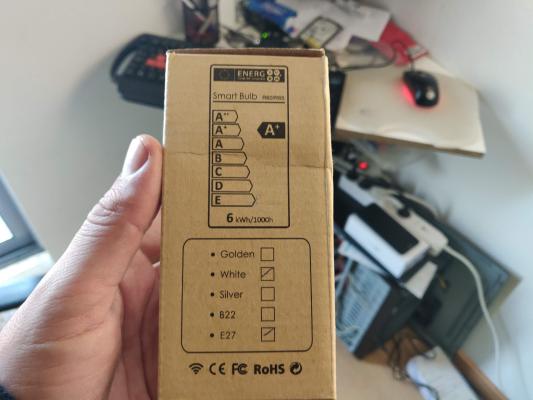 ENERG
Smart Bulb
A++
A+
A
B
C
D
E
A+
6 kWh/1000h
• Golden
• White
• Silver
• B22
• E27
CE FC RoHS